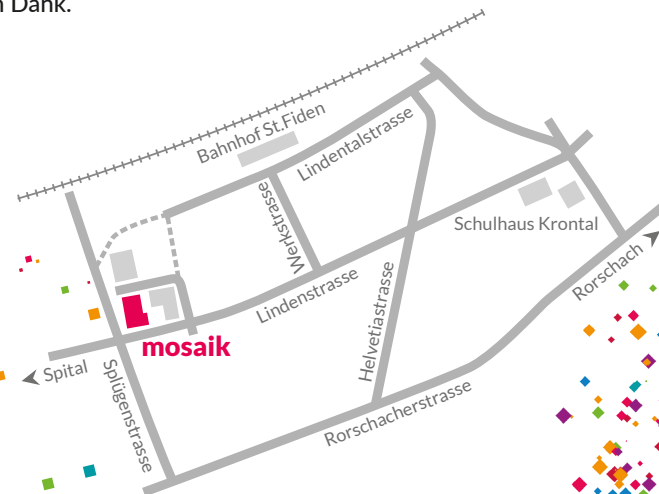 Dank.
Bahnhof St.Fiden
Lindentalstrasse
Werkstrasse
Schulhaus Krontal
Lindenstrasse
Rorschach
Helvetiastrasse
mosaik
Spital
Splügenstrasse
Rorschacherstrasse